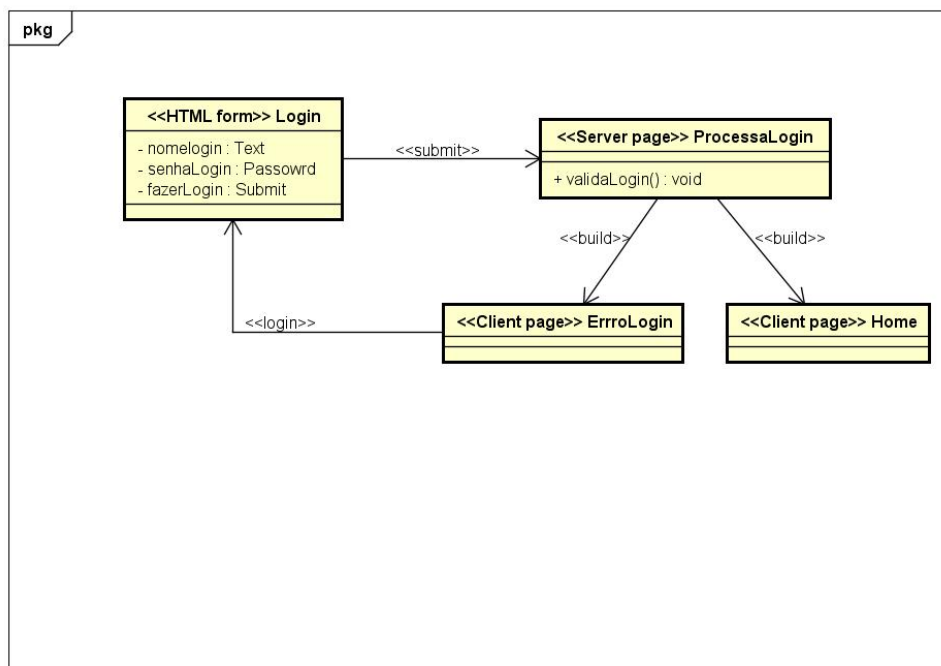 pkg
<<HTML form>> Login
- nomelogin : Text
- senhaLogin : Passowrd
- fazerLogin : Submit
<<submit>>
<<Server page>> ProcessaLogin
+ validaLogin() : void
<<build>>
<<build>>
<<login>>
<<Client page>> ErrroLogin
<<Client page>> Home